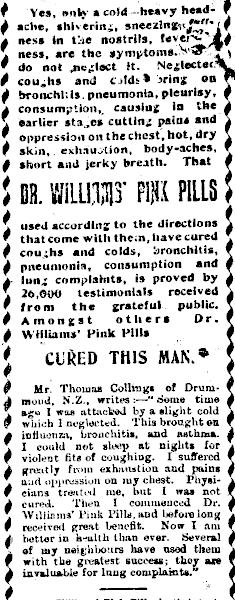 Yes, only a cold—heavy head-
ache, shivering, sneezing, stuffi-
ness in the nostrils, fever
ness, are the symptoms.
do not neglect it. Neglected
coughs and colds bring on
bronchitis, pneumonia, pleurisy,
consumption, causing in the
earlier stages cutting pains and
oppression on the chest, hot, dry
skin, exhaustion, body-aches,
short and jerky breath. That
DR. WILLIAMS' PINK PILLS
used according to the directions
that come with them, have cured
coughs and colds, bronchitis,
pneumonia, consumption and
lung complaints, is proved by
26,600 testimonials received
from the grateful public.
Amongst others Dr.
Williams' Pink Pills
CURED THIS MAN.
Mr. Thomas Collings of Drum-
mond, N.Z., writes:—"Some time
ago I was attacked by a slight cold
which I neglected. This brought on
influenza, bronchitis, and asthma.
I could not sleep at nights for
violent fits of coughing. I suffered
greatly from exhaustion and pains
and oppression on my chest. Physi-
cians treated me, but I was not
cured. Then I commenced Dr.
Williams' Pink Pills, and before long
received great benefit. Now I am
better in health than ever. Several
of my neighbours have used them
with the greatest success; they are
invaluable for lung complaints."